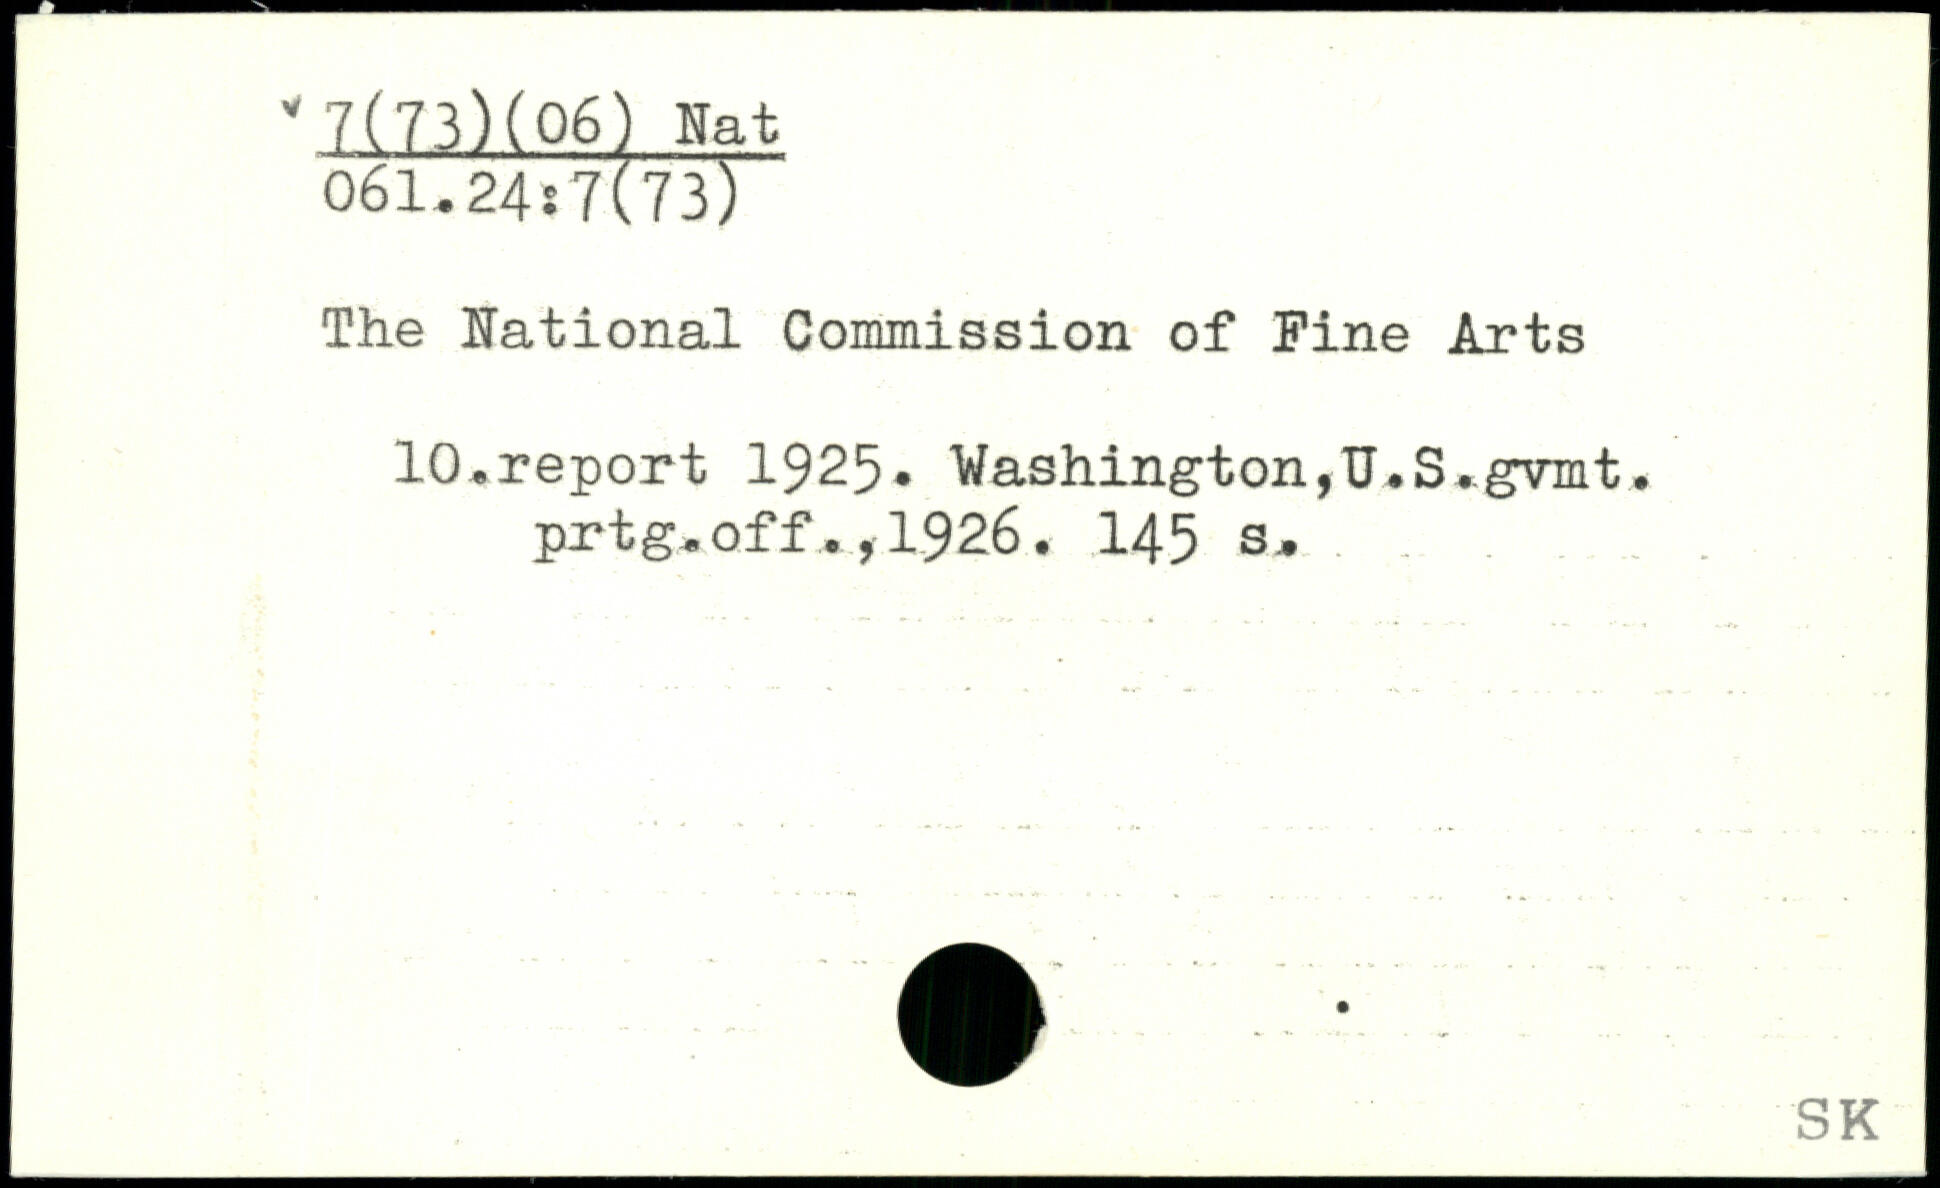 7(73)(06) Nat
061.24:7(73)
The National Commission of Fine Arts
10.report 1925. Washington,U.S.gvmt.
prtg.off.,1926. 145 s.
SK